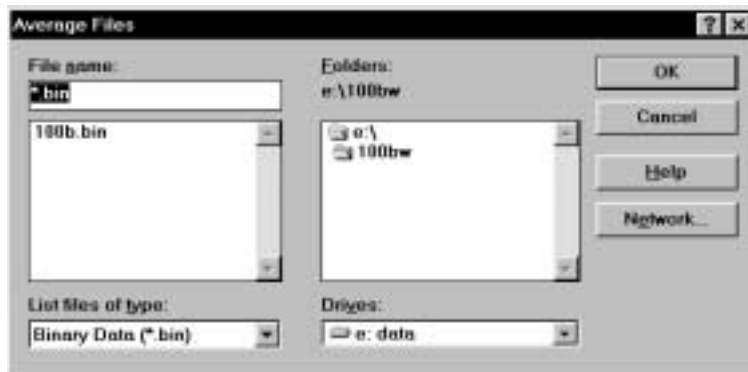 Average Files
File name:
*.bin
100b.bin
List files of type:
Binary Data (*.bin)
Folders:
e:\100bw
e:\
100bw
Drives:
e: data
OK
Cancel
Help
Network...